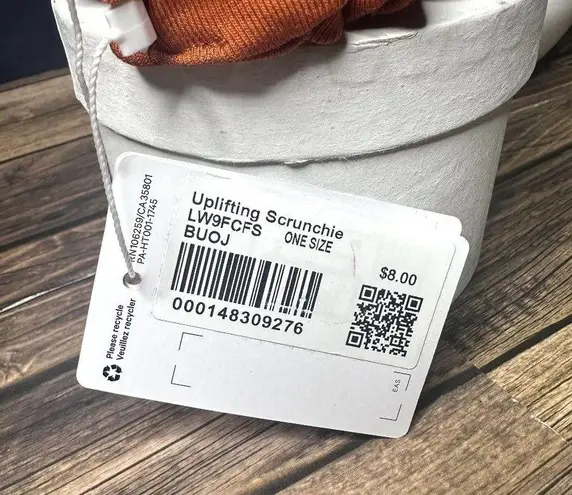 RN106259/CA35801
PA-HT001-1745
Uplifting Scrunchie
LW9FCFS ONE SIZE
BUOJ
$8.00
000148309276
Please recycle
Veuillez recycler
EAS